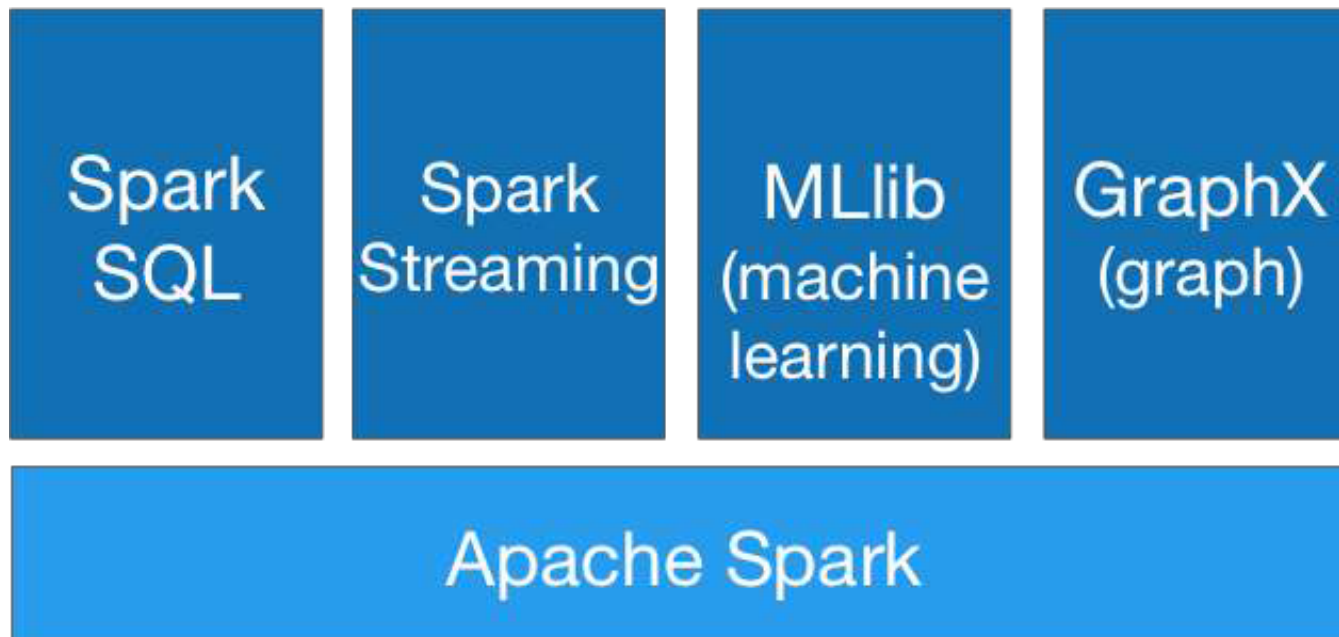 Spark
SQL
Spark
Streaming
MLlib
(machine
learning)
GraphX
(graph)
Apache Spark